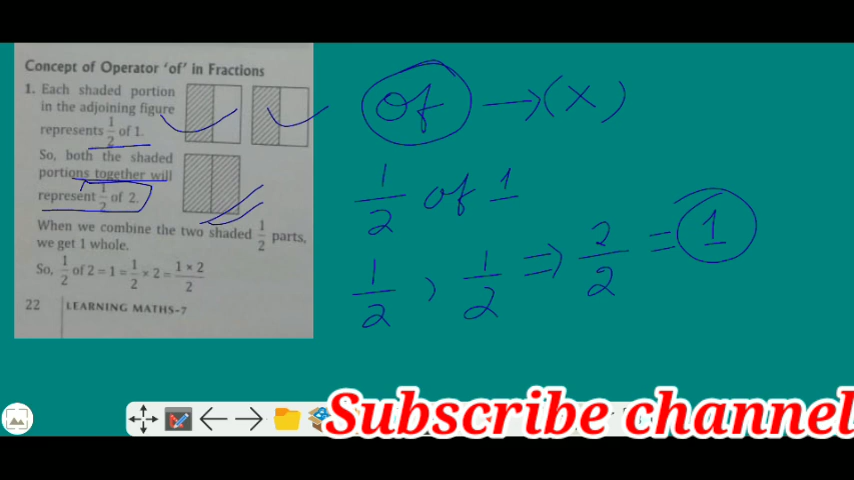 Concept of Operator 'of' in Fractions
1. Each shaded portion
in the adjoining figure
represents 1/2 of 1.
So, both the shaded
portions together will
represent 1/2 of 2.
When we combine the two shaded 1/2 parts,
we get 1 whole.
So, 1/2 of 2 = 1 = 1/2 × 2 = (1 × 2)/2
22 LEARNING MATHS-7
of → (×)
1/2 of 1
1/2 , 1/2 ⇒ 2/2 = 1
Subscribe channel